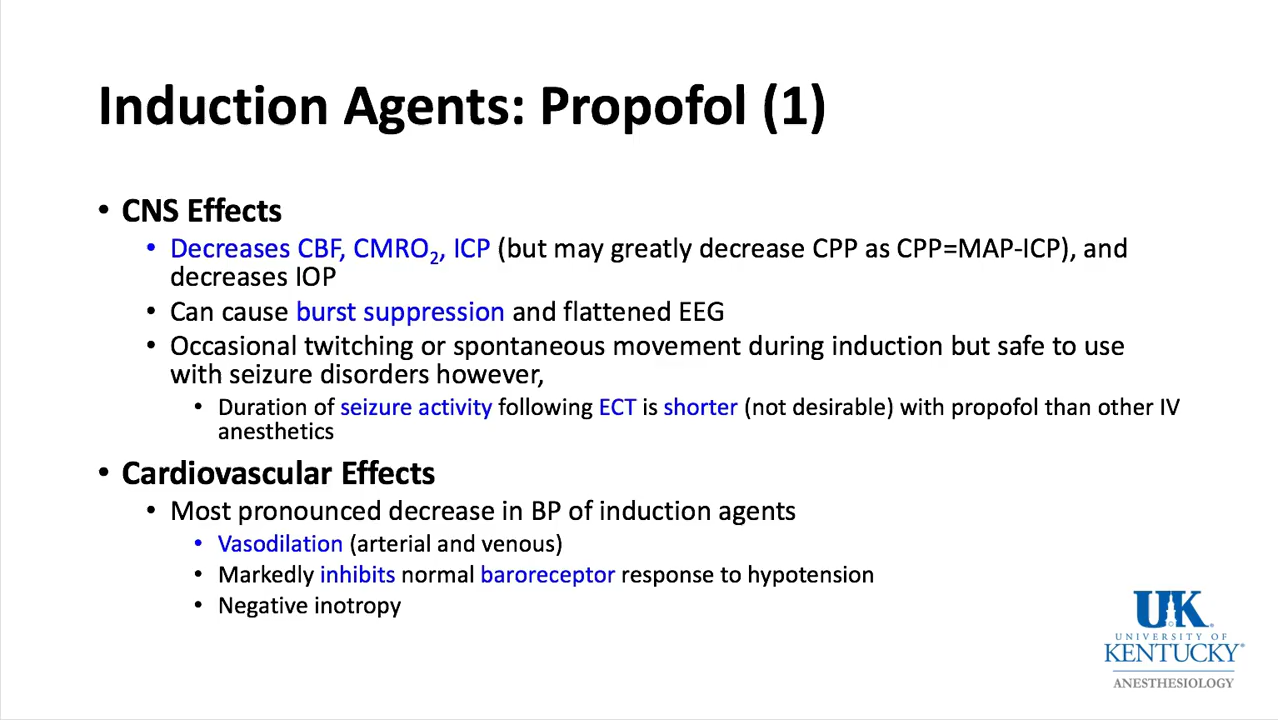 Induction Agents: Propofol (1)
• CNS Effects
• Decreases CBF, CMRO₂, ICP (but may greatly decrease CPP as CPP=MAP-ICP), and
decreases IOP
• Can cause burst suppression and flattened EEG
• Occasional twitching or spontaneous movement during induction but safe to use
with seizure disorders however,
• Duration of seizure activity following ECT is shorter (not desirable) with propofol than other IV
anesthetics
• Cardiovascular Effects
• Most pronounced decrease in BP of induction agents
• Vasodilation (arterial and venous)
• Markedly inhibits normal baroreceptor response to hypotension
• Negative inotropy
UK
UNIVERSITY OF
KENTUCKY®
ANESTHESIOLOGY